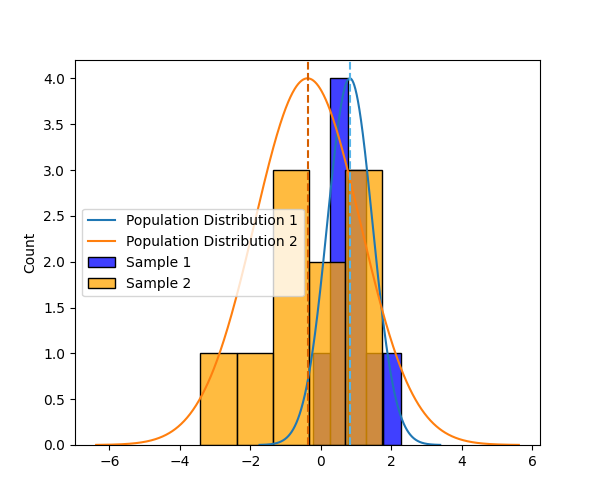 4.0
3.5
3.0
2.5
2.0
1.5
1.0
0.5
0.0
Count
Population Distribution 1
Population Distribution 2
Sample 1
Sample 2
−6 −4 −2 0 2 4 6